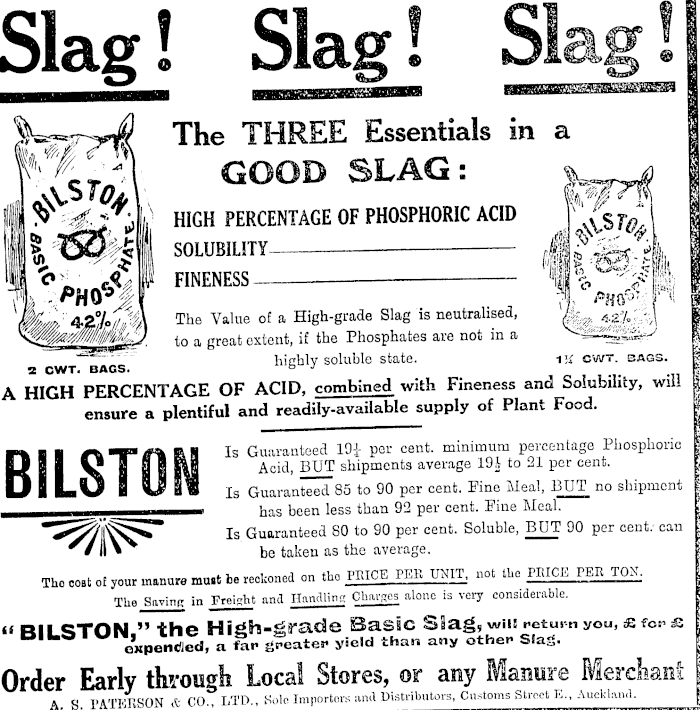 Slag! Slag! Slag!
The THREE Essentials in a
GOOD SLAG:
HIGH PERCENTAGE OF PHOSPHORIC ACID
SOLUBILITY
FINENESS
The Value of a High-grade Slag is neutralised,
to a great extent, if the Phosphates are not in a
highly soluble state.
BILSTON
BASIC PHOSPHATE
42%
2 CWT. BAGS.
BILSTON
BASIC PHOSPHATE
42%
CWT. BAGS.
A HIGH PERCENTAGE OF ACID, combined with Fineness and Solubility, will
ensure a plentiful and readily-available supply of Plant Food.
BILSTON
Is Guaranteed per cent. minimum percentage Phosphoric
Acid, BUT shipments average 19½ to 21 per cent.
Is Guaranteed 85 to 90 per cent. Fine Meal, BUT no shipment
has been less than 92 per cent. Fine Meal.
Is Guaranteed 80 to 90 per cent. Soluble, BUT 90 per cent. can
be taken as the average.
The cost of your manure must be reckoned on the PRICE PER UNIT, not the PRICE PER TON.
The Saving in Freight and Handling Charges alone is very considerable.
"BILSTON," the High-grade Basic Slag, will return you, £ for £
expended, a far greater yield than any other Slag.
Order Early through Local Stores, or any Manure Merchant
A. S. PATERSON & CO., LTD., Sole Importers and Distributors, Customs Street E., Auckland.